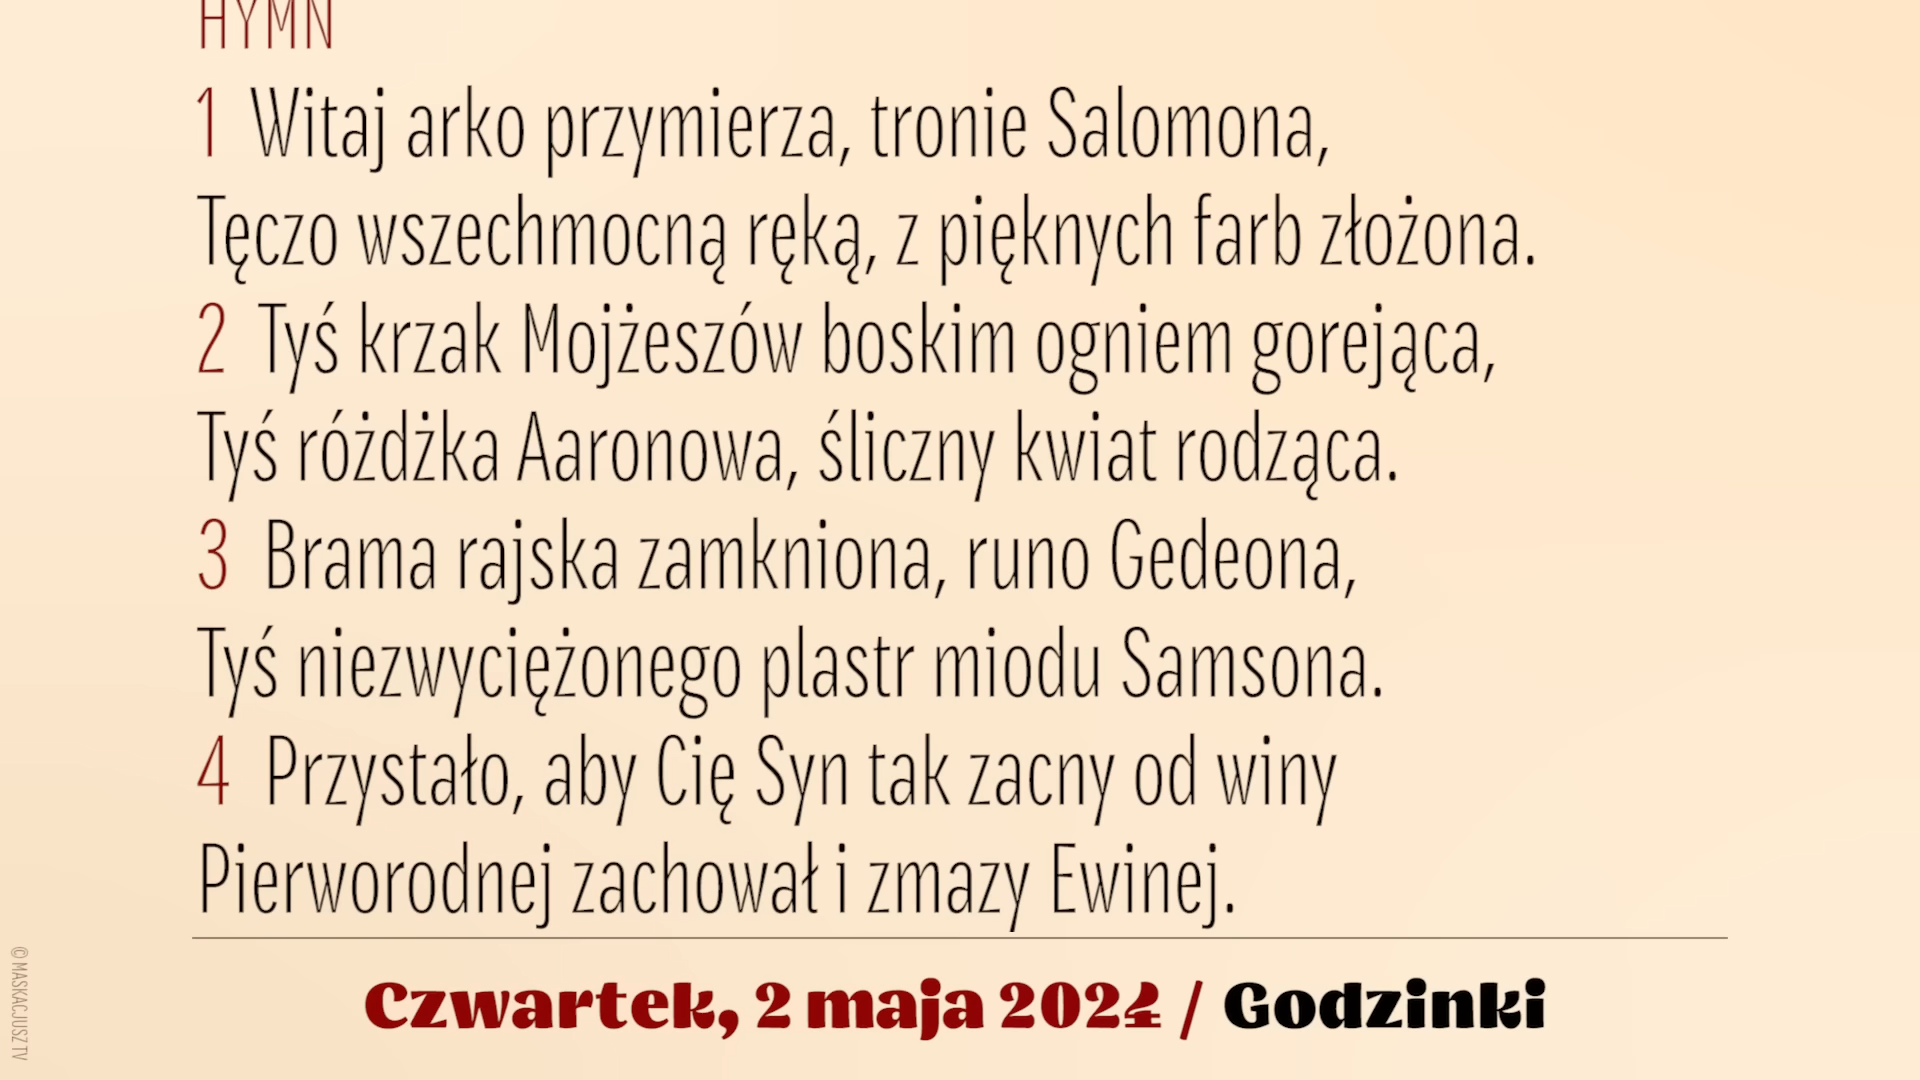 HYMN
1 Witaj arko przymierza, tronie Salomona,
Tęczo wszechmocną ręką, z pięknych farb złożona.
2 Tyś krzak Mojżeszów boskim ogniem gorejąca,
Tyś różdżka Aaronowa, śliczny kwiat rodząca.
3 Brama rajska zamkniona, runo Gedeona,
Tyś niezwyciężonego plastr miodu Samsona.
4 Przystało, aby Cię Syn tak zacny od winy
Pierworodnej zachował i zmazy Ewinej.
Czwartek, 2 maja 2024 / Godzinki
© MASKACJUSZ TV